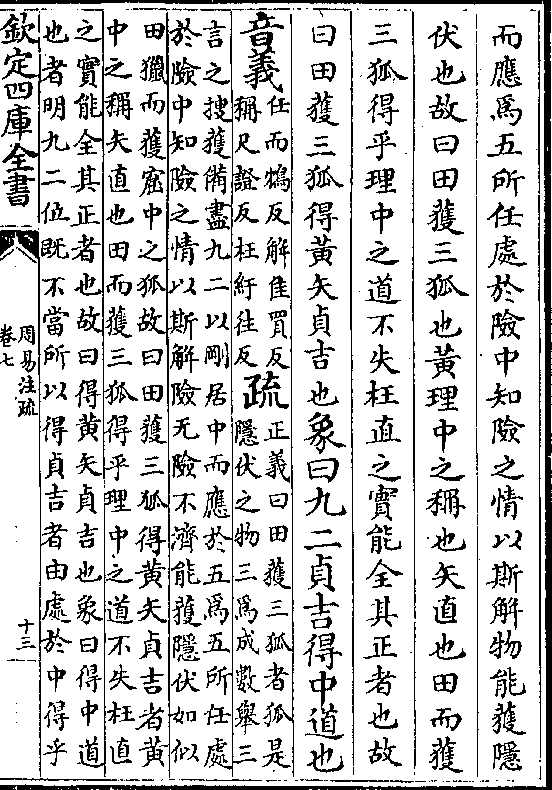 而應為五所任處於險中知險之情以斯解物能獲隱
伏也故曰田獲三狐也黃理中之稱也矢直也田而獲
三狐得乎理中之道不失枉直之實能全其正者也故
曰田獲三狐得黃矢貞吉也象曰九二貞吉得中道也
音義
任而鴆反解佳買反
稱尺證反枉紆往反
疏
正義曰田獲三狐者狐是
隱伏之物三為成數舉三
言之搜獲備盡九二以剛居中而應於五為五所任處
於險中知險之情以斯解險无險不濟能獲隱伏如似
田獵而獲窟中之狐故曰田獲三狐得黃矢貞吉者黃
中之稱矢直也田而獲三狐得乎理中之道不失枉直
之實能全其正者也故曰得黃矢貞吉也象曰得中道
也者明九二位既不當所以得貞吉者由處於中得乎
欽定四庫全書
周易注疏
卷七
十三